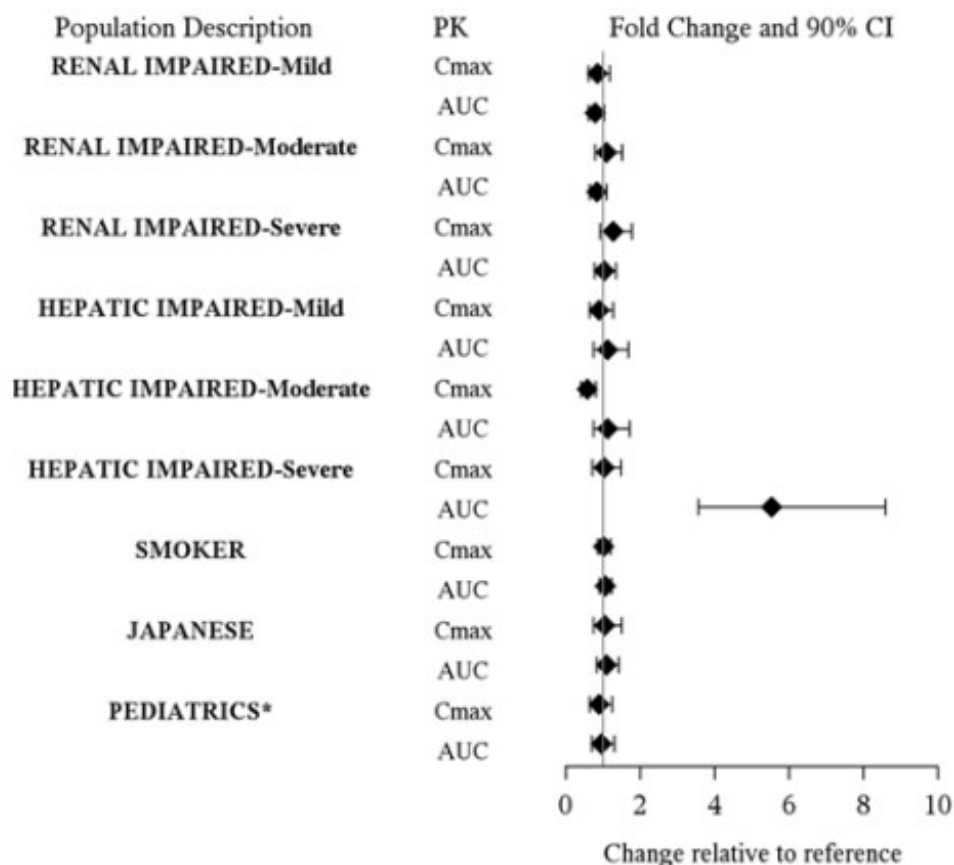 Population Description PK Fold Change and 90% CI
RENAL IMPAIRED-Mild Cmax
AUC
RENAL IMPAIRED-Moderate Cmax
AUC
RENAL IMPAIRED-Severe Cmax
AUC
HEPATIC IMPAIRED-Mild Cmax
AUC
HEPATIC IMPAIRED-Moderate Cmax
AUC
HEPATIC IMPAIRED-Severe Cmax
AUC
SMOKER Cmax
AUC
JAPANESE Cmax
AUC
PEDIATRICS* Cmax
AUC
0 2 4 6 8 10
Change relative to reference